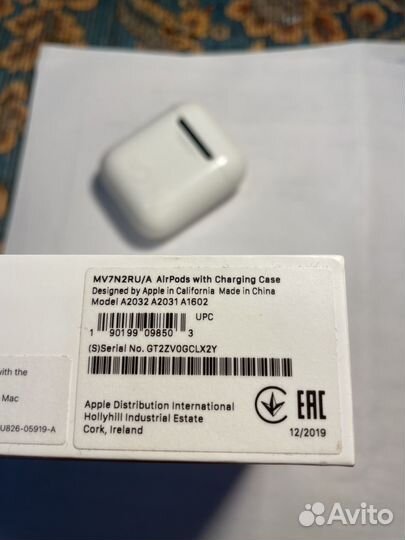 MV7N2RU/A AirPods with Charging Case
Designed by Apple in California Made in China
Model A2032 A2031 A1602
UPC
1 90199 09850 3
(S)Serial No. GT2ZV0GCLX2Y
with the
Mac
U826-05919-A
Apple Distribution International
Hollyhill Industrial Estate
Cork, Ireland
EAC
12/2019
Avito